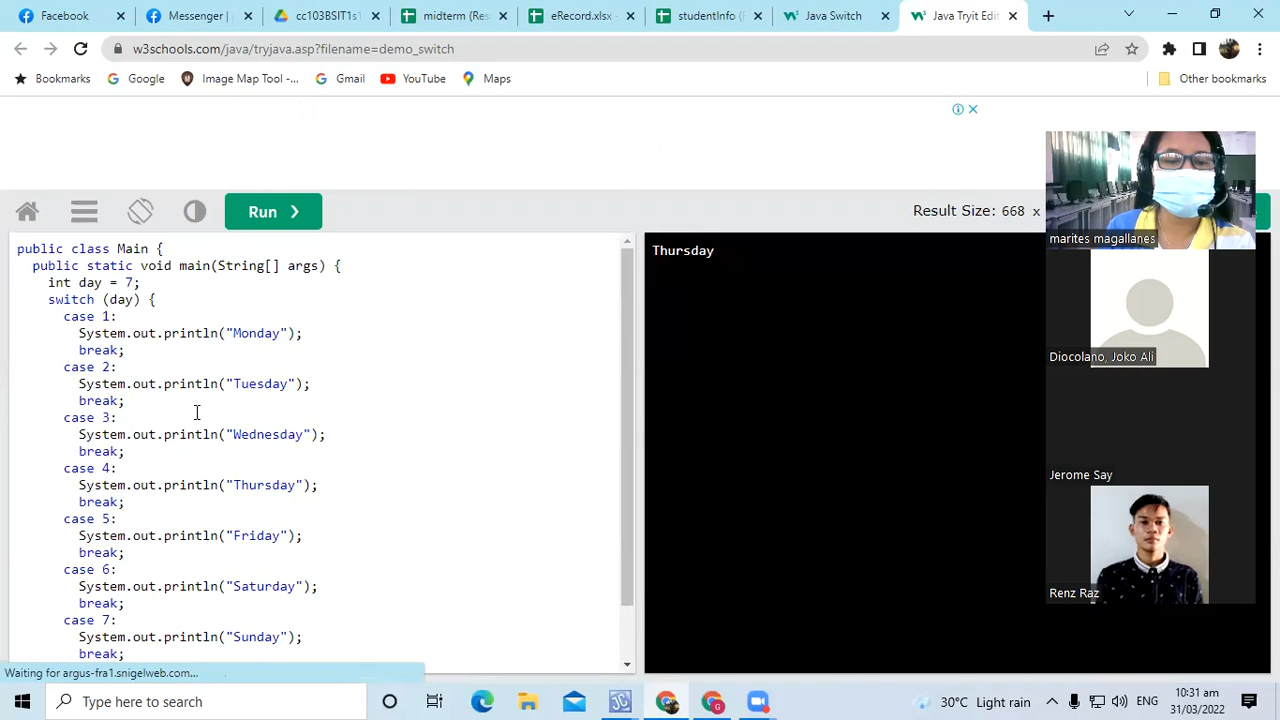 Facebook
Messenger |
cc103BSIT1s
midterm (Res
eRecord.xlsx -
studentInfo (f
Java Switch
Java Tryit Edit
w3schools.com/java/tryjava.asp?filename=demo_switch
Bookmarks
Google
Image Map Tool -...
Gmail
YouTube
Maps
Other bookmarks
Run ❯
Result Size: 668 x
public class Main {
public static void main(String[] args) {
int day = 7;
switch (day) {
case 1:
System.out.println("Monday");
break;
case 2:
System.out.println("Tuesday");
break;
case 3:
System.out.println("Wednesday");
break;
case 4:
System.out.println("Thursday");
break;
case 5:
System.out.println("Friday");
break;
case 6:
System.out.println("Saturday");
break;
case 7:
System.out.println("Sunday");
break;
Thursday
marites magallanes
Diocolano, Joko Ali
Jerome Say
Renz Raz
Waiting for argus-fra1.snigelweb.com...
Type here to search
30°C Light rain
ENG
10:31 am
31/03/2022